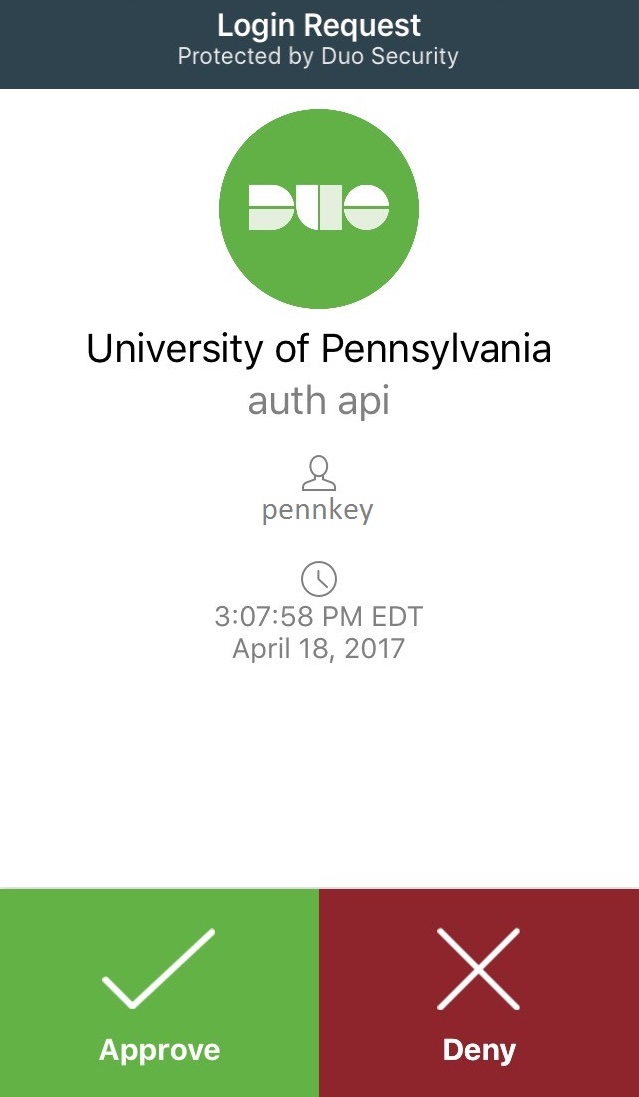 Login Request
Protected by Duo Security
DUO
University of Pennsylvania
auth api
pennkey
3:07:58 PM EDT
April 18, 2017
Approve
Deny